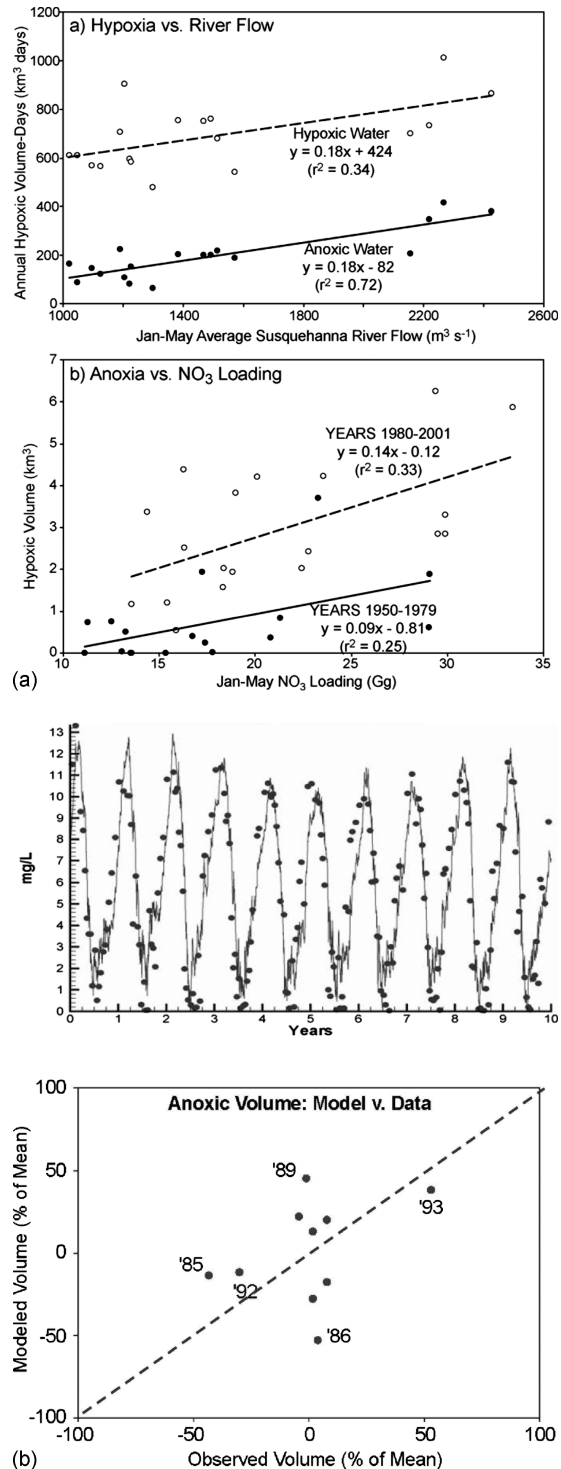 a) Hypoxia vs. River Flow
Annual Hypoxic Volume-Days (km3 days)
1200
1000
800
600
400
200
0
Hypoxic Water
y = 0.18x + 424
(r2 = 0.34)
Anoxic Water
y = 0.18x - 82
(r2 = 0.72)
1000 1400 1800 2200 2600
Jan-May Average Susquehanna River Flow (m3 s-1)
b) Anoxia vs. NO3 Loading
Hypoxic Volume (km3)
7
6
5
4
3
2
1
0
YEARS 1980-2001
y = 0.14x - 0.12
(r2 = 0.33)
YEARS 1950-1979
y = 0.09x - 0.81
(r2 = 0.25)
10 15 20 25 30 35
Jan-May NO3 Loading (Gg)
(a)
mg/L
13
12
11
10
9
8
7
6
5
4
3
2
1
0
0 1 2 3 4 5 6 7 8 9 10
Years
Anoxic Volume: Model v. Data
Modeled Volume (% of Mean)
100
50
0
-50
-100
'89
'93
'85
'92
'86
-100 -50 0 50 100
Observed Volume (% of Mean)
(b)